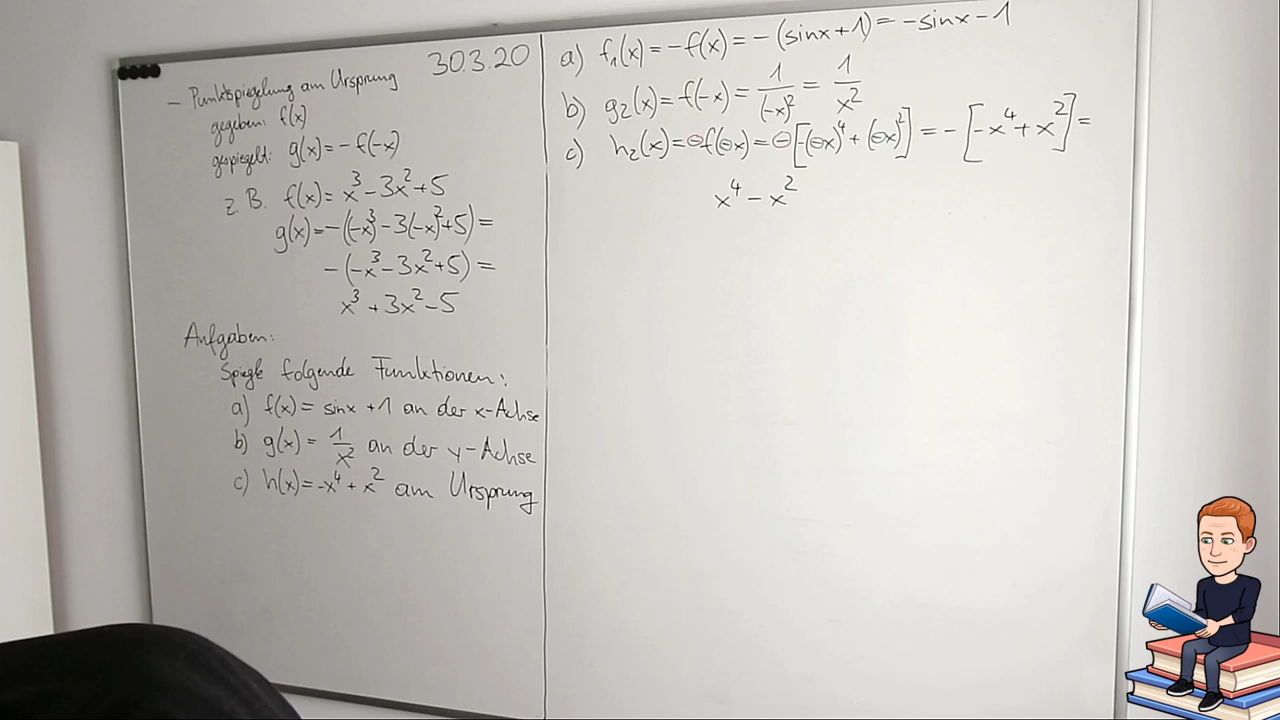 30.3.20
- Punktspiegelung am Ursprung
gegeben: f(x)
gespiegelt: g(x) = - f(-x)
z B. f(x) = x³ - 3x² + 5
g(x) = - ((-x)³ - 3(-x)² + 5) =
- (-x³ - 3x² + 5) =
x³ + 3x² - 5
Aufgaben:
Spiegle folgende Funktionen:
a) f(x) = sinx + 1 an der x-Achse
b) g(x) = 1/x² an der y-Achse
c) h(x) = -x⁴ + x² am Ursprung
a) f₁(x) = -f(x) = - (sinx + 1) = -sinx - 1
b) g₂(x) = f(-x) = 1/(-x)² = 1/x²
c) h₂(x) = -f(-x) = -[-(-x)⁴ + (-x)²] = - [-x⁴ + x²] =
x⁴ - x²